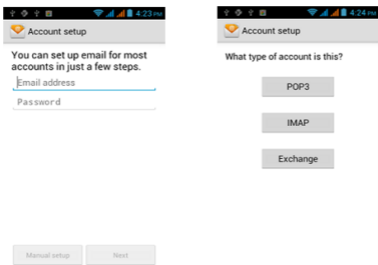 4:23 PM
Account setup
You can set up email for most
accounts in just a few steps.
Email address
Password
Manual setup
Next
4:24 PM
Account setup
What type of account is this?
POP3
IMAP
Exchange